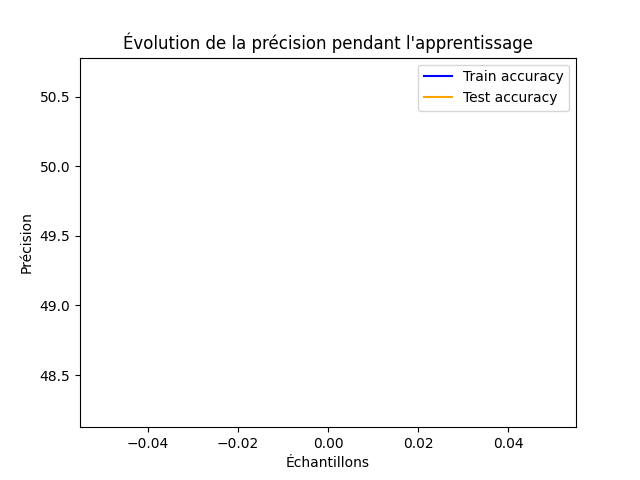 Évolution de la précision pendant l'apprentissage
Train accuracy
Test accuracy
50.5
50.0
49.5
49.0
48.5
Précision
−0.04
−0.02
0.00
0.02
0.04
Échantillons